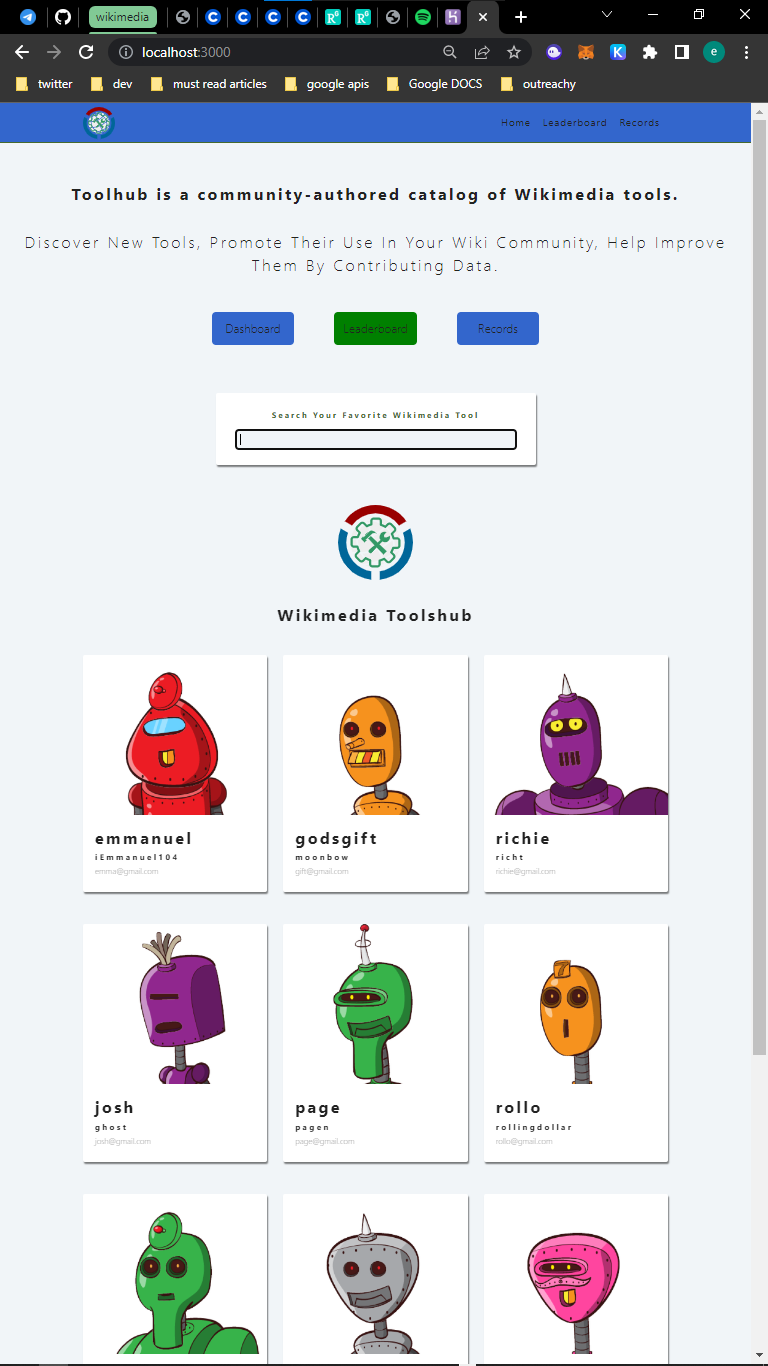 wikimedia
localhost:3000
e
twitter
dev
must read articles
google apis
Google DOCS
outreachy
Home
Leaderboard
Records
Toolhub is a community-authored catalog of Wikimedia tools.
Discover New Tools, Promote Their Use In Your Wiki Community, Help Improve
Them By Contributing Data.
Dashboard
Leaderboard
Records
Search Your Favorite Wikimedia Tool
Wikimedia Toolshub
emmanuel
iEmmanuel104
emma@gmail.com
godsgift
moonbow
gift@gmail.com
richie
richt
richie@gmail.com
josh
ghost
josh@gmail.com
page
pagen
page@gmail.com
7
rollo
rollingdollar
rollo@gmail.com